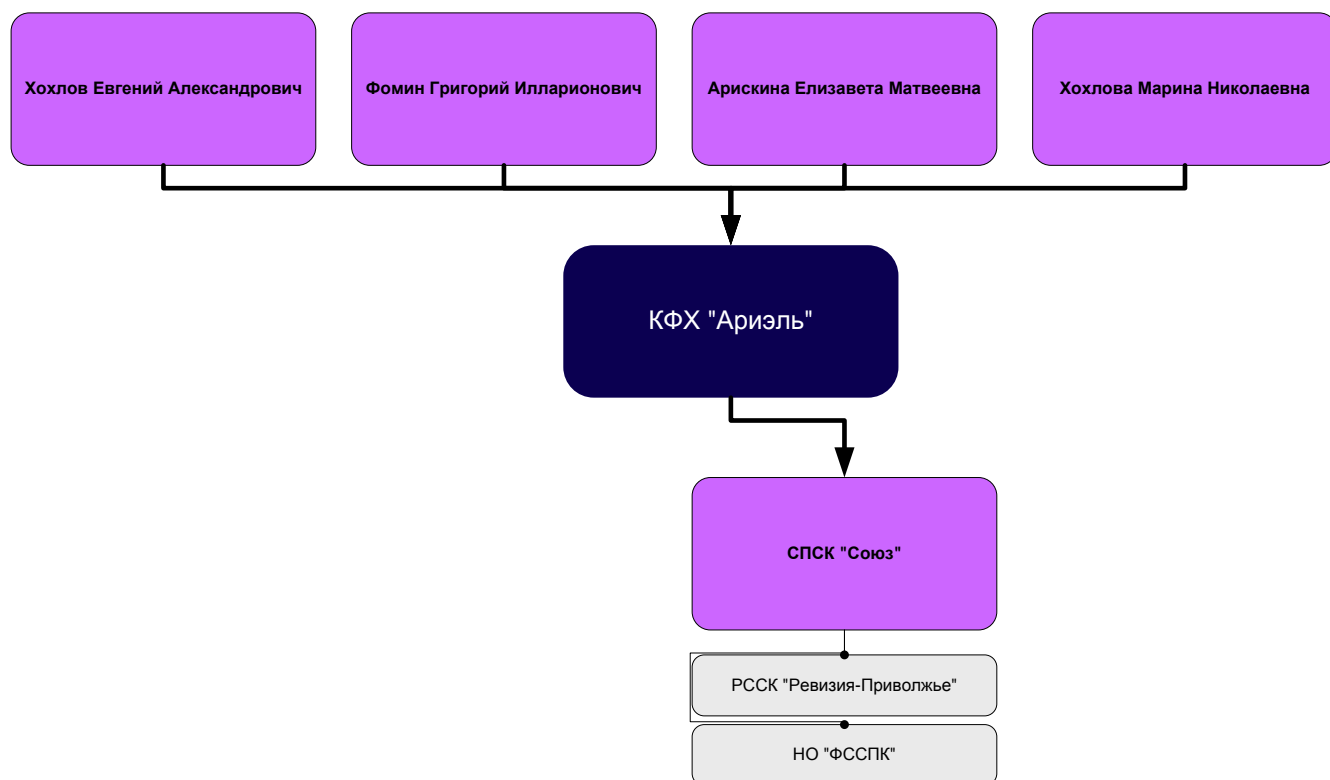 Хохлов Евгений Александрович
Фомин Григорий Илларионович
Арискина Елизавета Матвеевна
Хохлова Марина Николаевна
КФХ "Ариэль"
СПСК "Союз"
РССК "Ревизия-Приволжье"
НО "ФССПК"